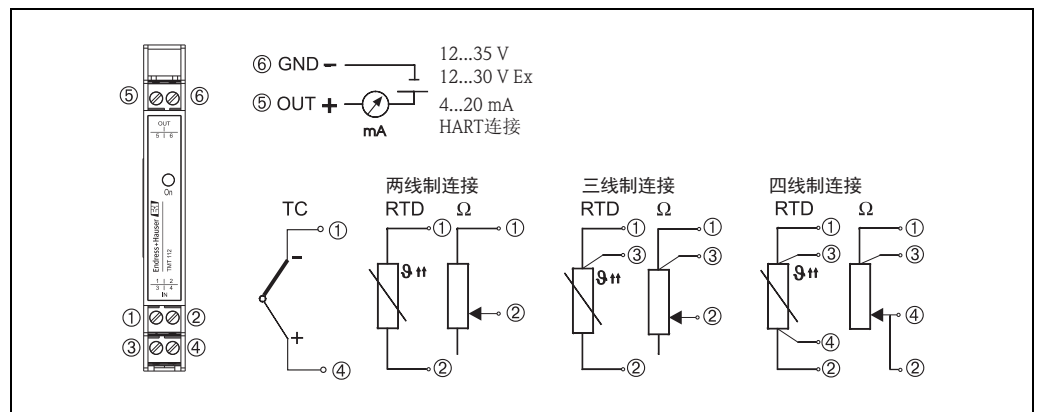 ⑥ GND -
12...35 V
12...30 V Ex
⑤ OUT +
mA
4...20 mA
HART连接
⑤ ⑥
OUT
5 6
On
Endress+Hauser EH
TMT 112
1 2
3 4
IN
① ②
③ ④
TC
①
-
+
④
两线制连接
RTD Ω
① ①
ϑ
②
②
三线制连接
RTD Ω
① ①
③ ③
ϑ
②
②
四线制连接
RTD Ω
① ①
③ ③
ϑ
④ ④
② ②